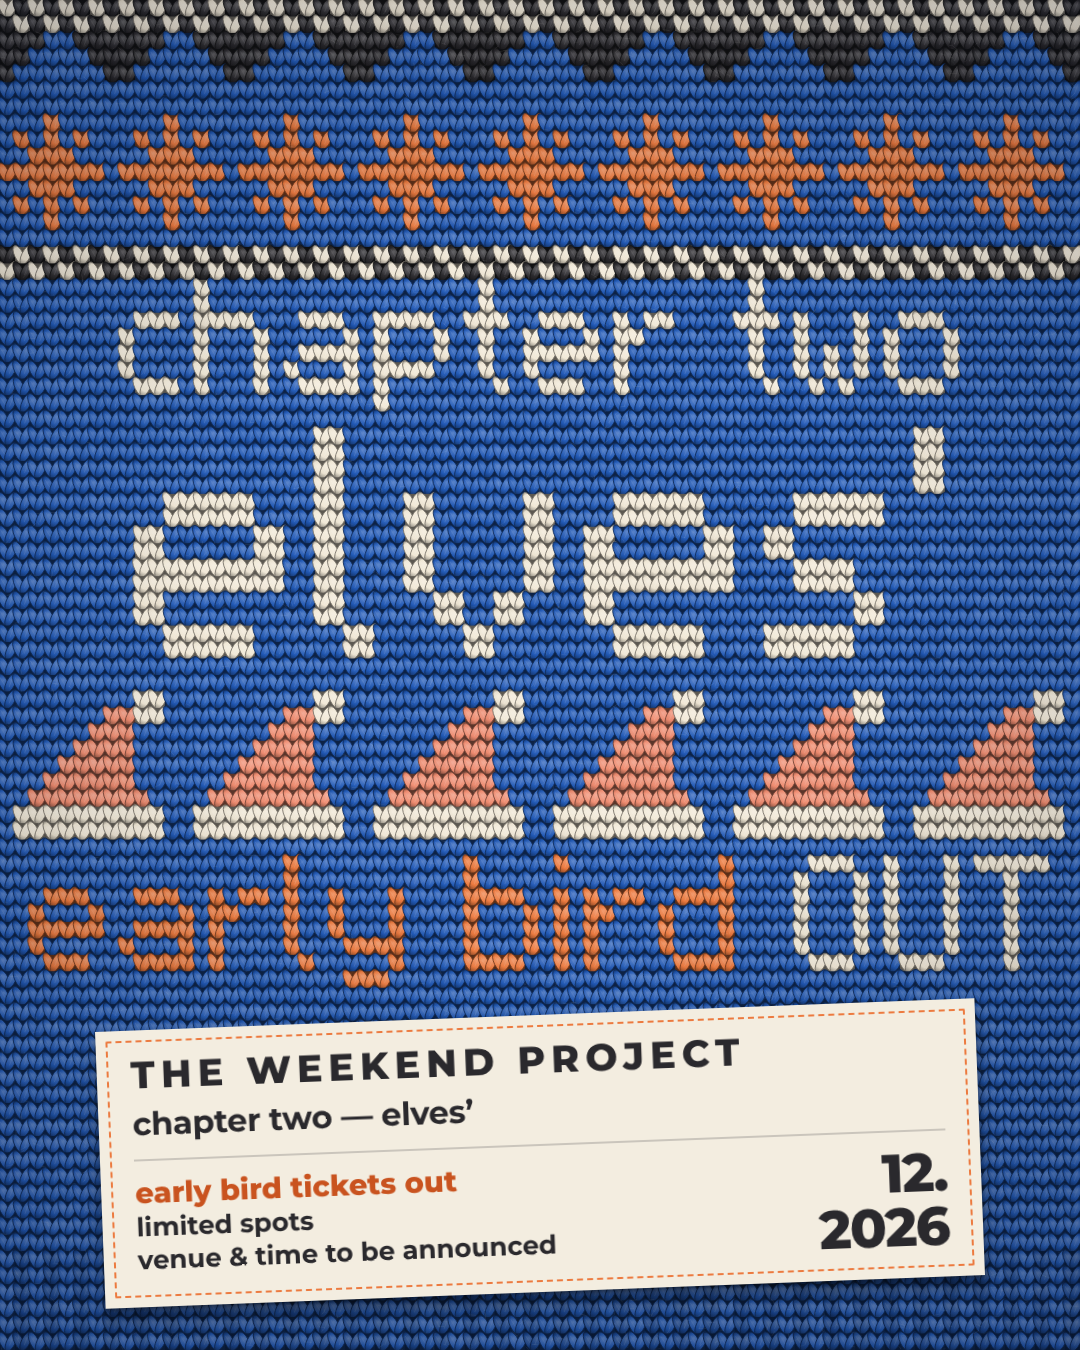 chapter two
elves'
early bird OUT
THE WEEKEND PROJECT
chapter two — elves’
early bird tickets out
limited spots
venue & time to be announced
12.
2026